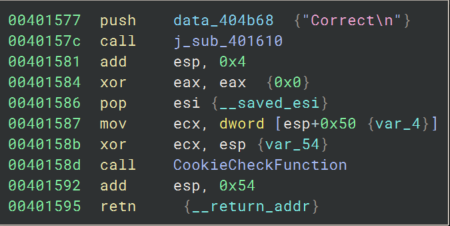 00401577 push data_404b68 {"Correct\n"}
0040157c call j_sub_401610
00401581 add esp, 0x4
00401584 xor eax, eax {0x0}
00401586 pop esi {__saved_esi}
00401587 mov ecx, dword [esp+0x50 {var_4}]
0040158b xor ecx, esp {var_54}
0040158d call CookieCheckFunction
00401592 add esp, 0x54
00401595 retn {__return_addr}